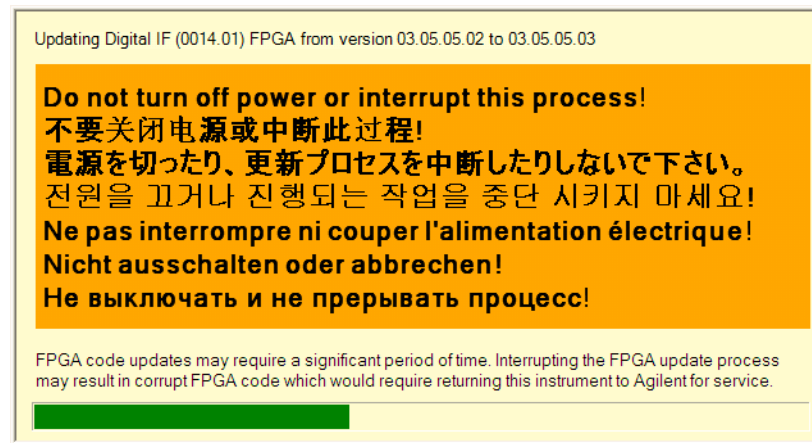 Updating Digital IF (0014.01) FPGA from version 03.05.05.02 to 03.05.05.03
Do not turn off power or interrupt this process!
不要关闭电源或中断此过程!
電源を切ったり、更新プロセスを中断したりしないで下さい。
전원을 끄거나 진행되는 작업을 중단 시키지 마세요!
Ne pas interrompre ni couper l'alimentation électrique!
Nicht ausschalten oder abbrechen!
Не выключать и не прерывать процесс!
FPGA code updates may require a significant period of time. Interrupting the FPGA update process
may result in corrupt FPGA code which would require returning this instrument to Agilent for service.